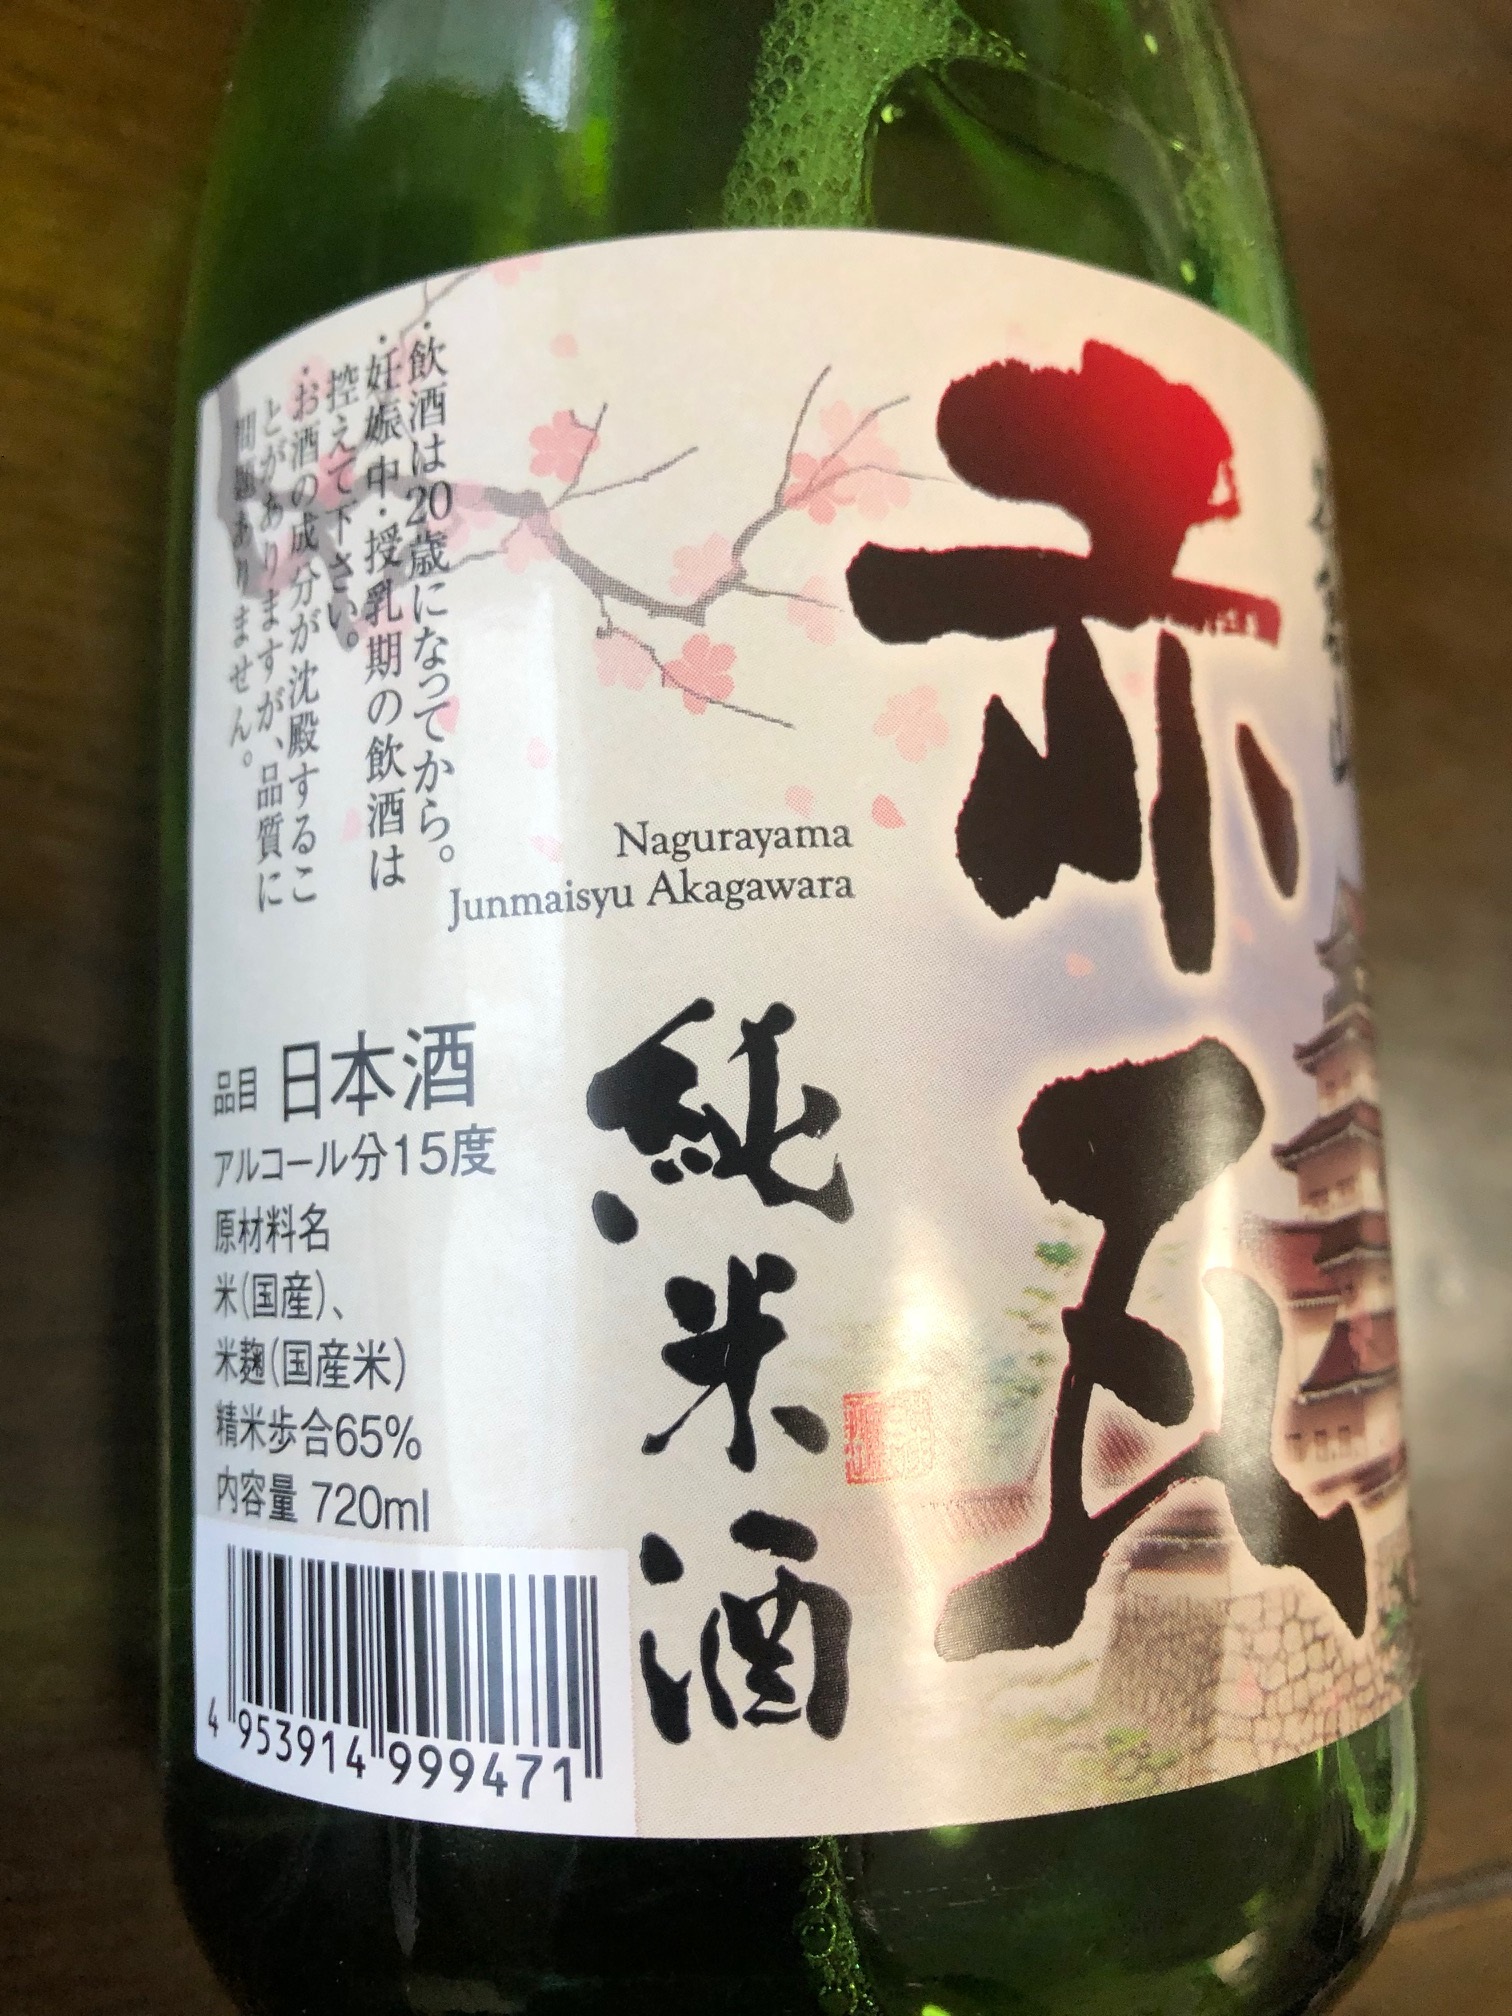 赤瓦
Nagurayama
Junmaisyu Akagawara
純米酒
・飲酒は20歳になってから。
・妊娠中・授乳期の飲酒は
控えて下さい。
・お酒の成分が沈殿するこ
とがありますが、品質に
問題ありません。
品目 日本酒
アルコール分15度
原材料名
米(国産)、
米麹(国産米)
精米歩合65%
内容量 720ml
4 953914 999471